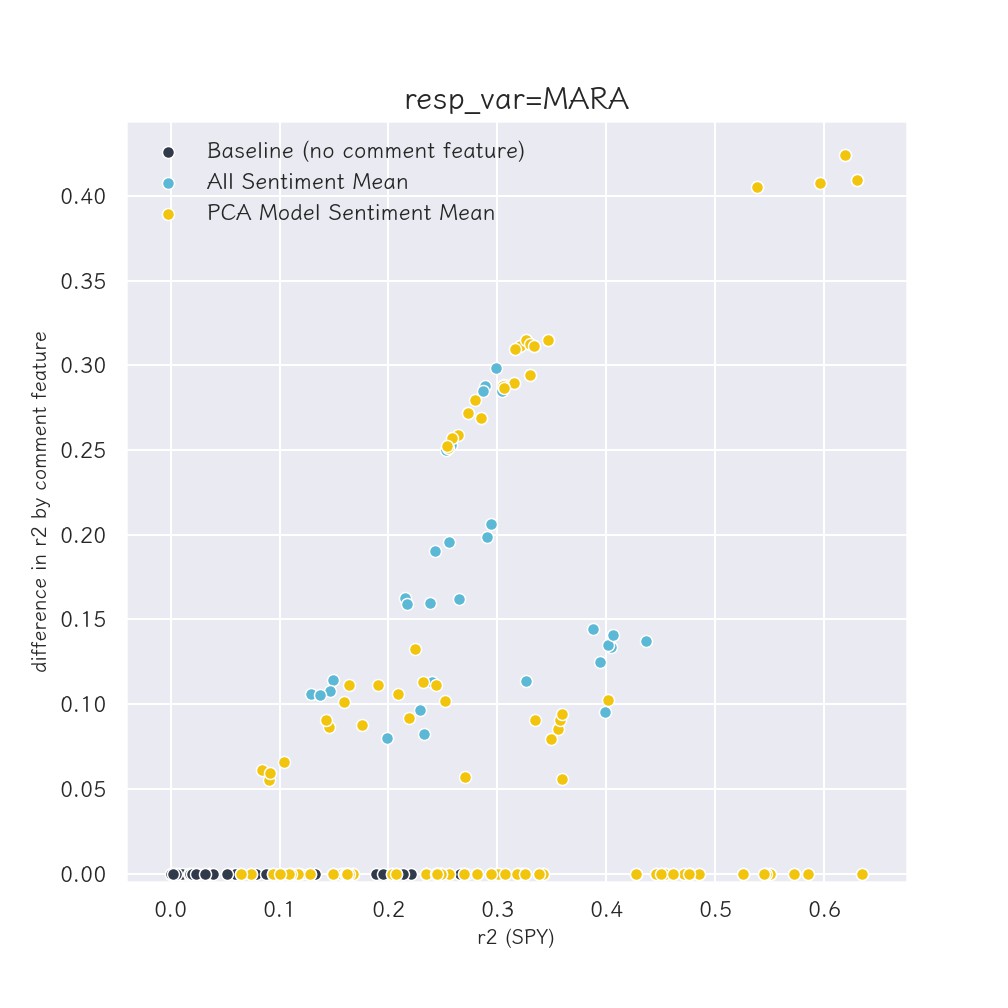 resp_var=MARA
Baseline (no comment feature)
All Sentiment Mean
PCA Model Sentiment Mean
difference in r2 by comment feature
0.40
0.35
0.30
0.25
0.20
0.15
0.10
0.05
0.00
0.0 0.1 0.2 0.3 0.4 0.5 0.6
r2 (SPY)